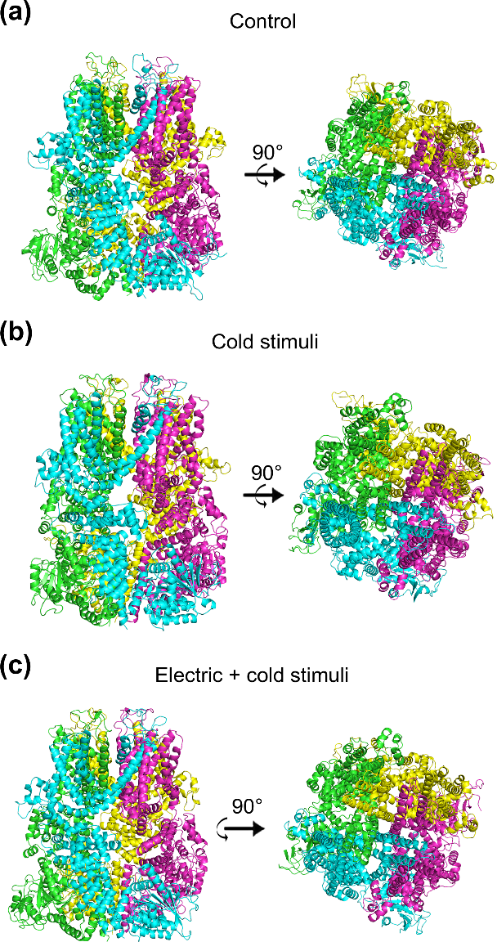 (a)
Control
90°
(b)
Cold stimuli
90°
(c)
Electric + cold stimuli
90°